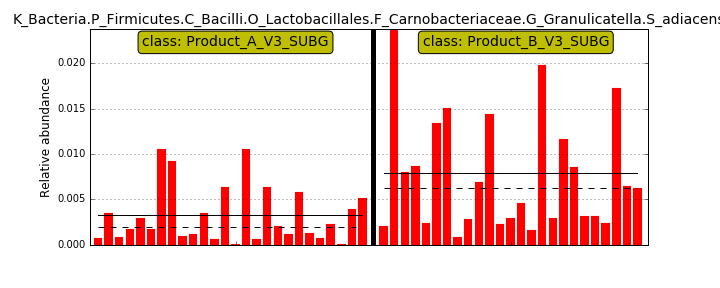 K_Bacteria.P_Firmicutes.C_Bacilli.O_Lactobacillales.F_Carnobacteriaceae.G_Granulicatella.S_adiacens
class: Product_A_V3_SUBG
class: Product_B_V3_SUBG
Relative abundance
0.020
0.015
0.010
0.005
0.000